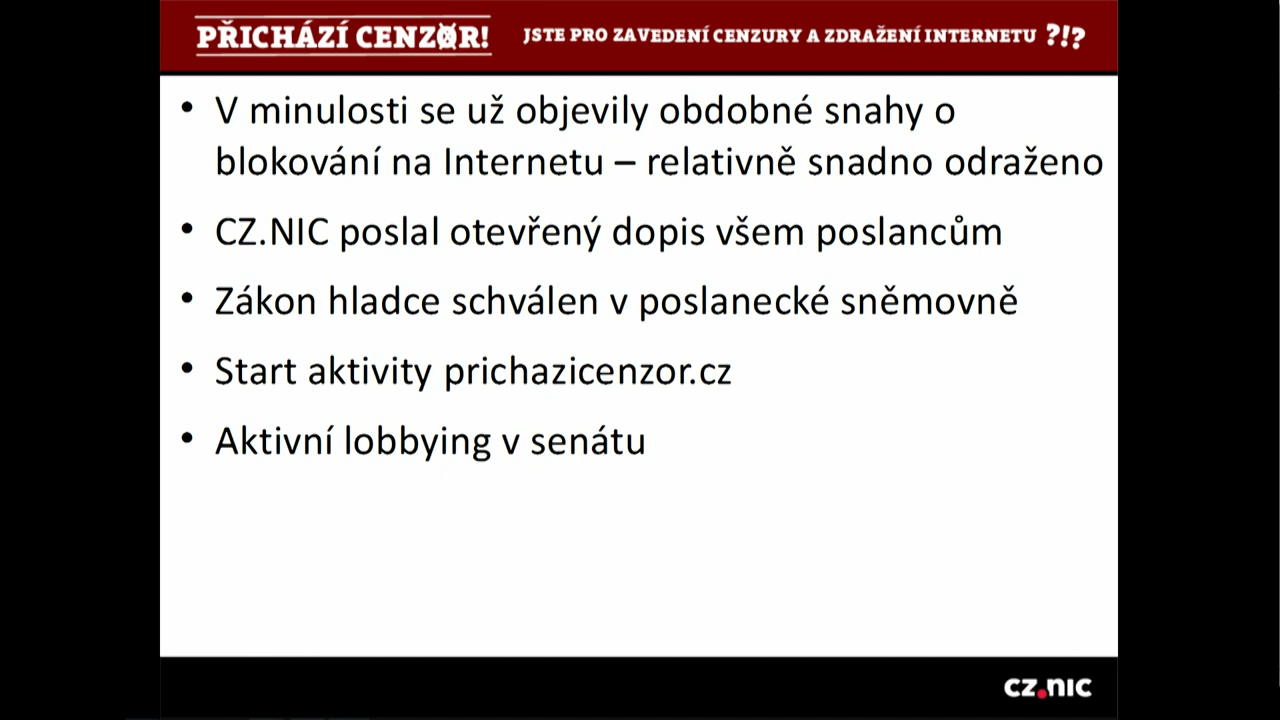 PŘICHÁZÍ CENZOR! JSTE PRO ZAVEDENÍ CENZURY A ZDRAŽENÍ INTERNETU ?!?
• V minulosti se už objevily obdobné snahy o
blokování na Internetu – relativně snadno odraženo
• CZ.NIC poslal otevřený dopis všem poslancům
• Zákon hladce schválen v poslanecké sněmovně
• Start aktivity prichazicenzor.cz
• Aktivní lobbying v senátu
cz.nic